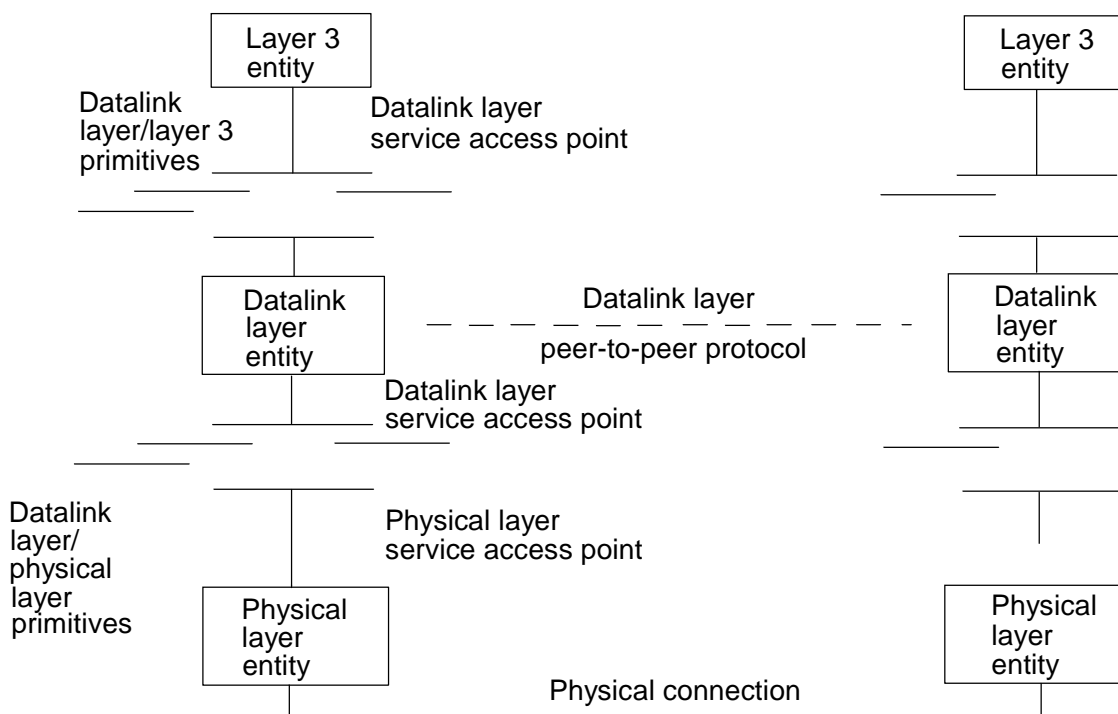 Layer 3
entity
Layer 3
entity
Datalink
layer/layer 3
primitives
Datalink layer
service access point
Datalink
layer
entity
Datalink layer
peer-to-peer protocol
Datalink
layer
entity
Datalink layer
service access point
Datalink
layer/
physical
layer
primitives
Physical layer
service access point
Physical
layer
entity
Physical connection
Physical
layer
entity